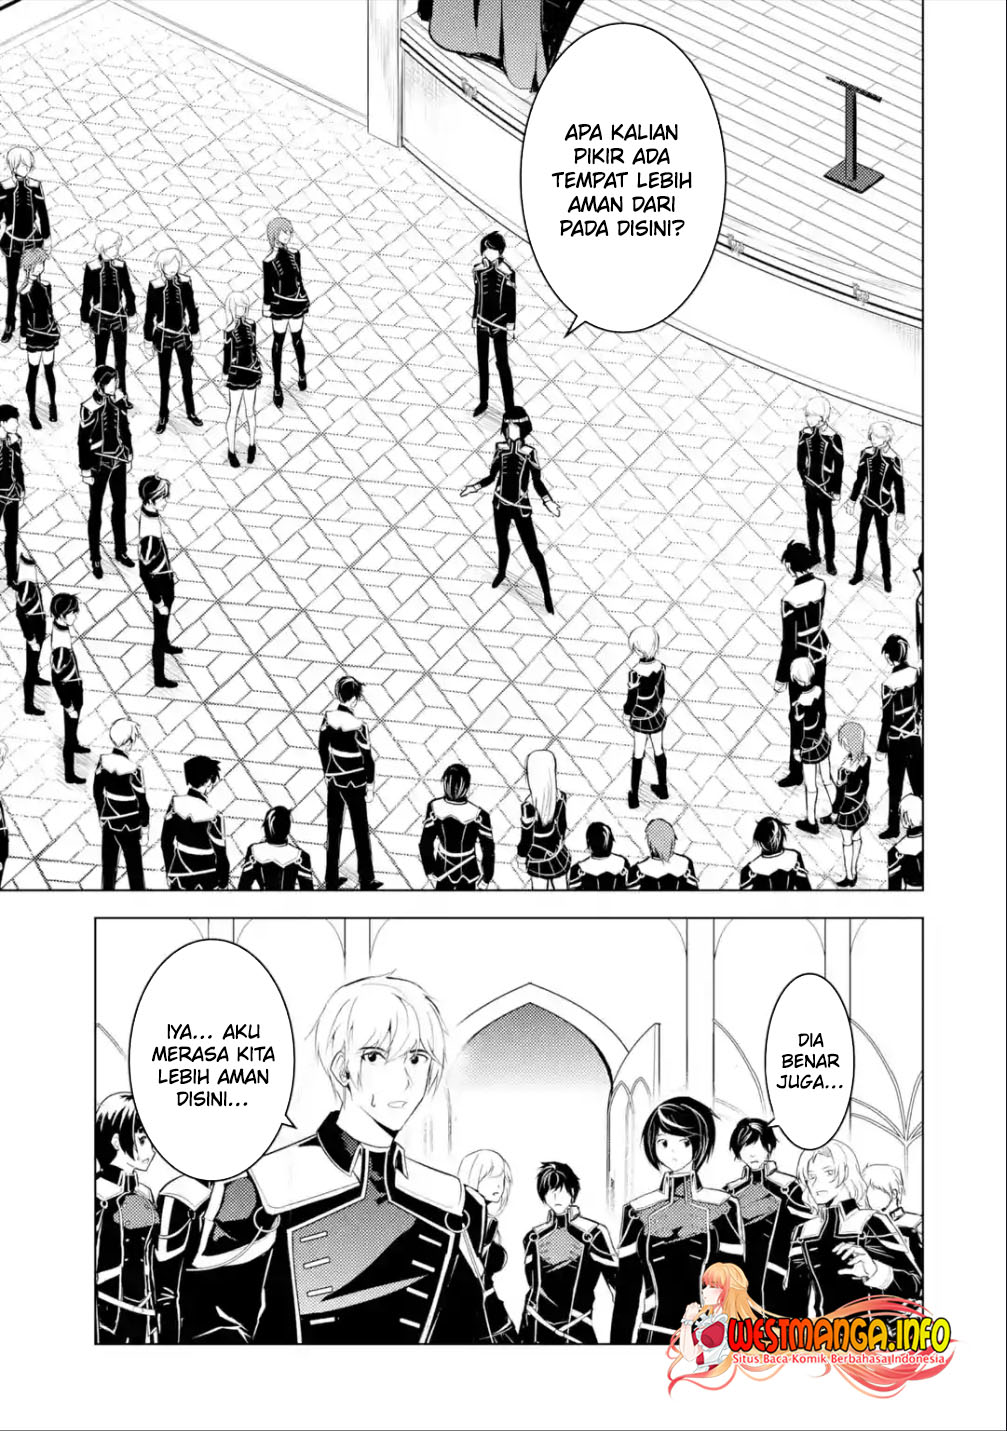 APA KALIAN
PIKIR ADA
TEMPAT LEBIH
AMAN DARI
PADA DISINI?
IYA... AKU
MERASA KITA
LEBIH AMAN
DISINI...
DIA
BENAR
JUGA...
WESTMANGA.INFO
Situs Baca Komik Berbahasa Indonesia